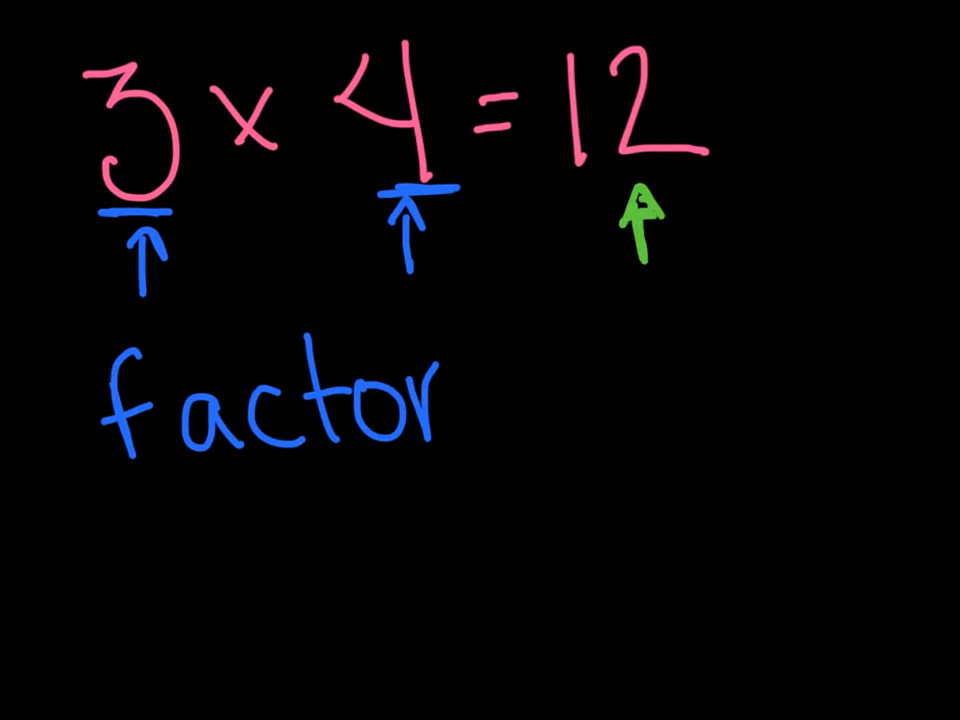 3 x 4 = 12
factor